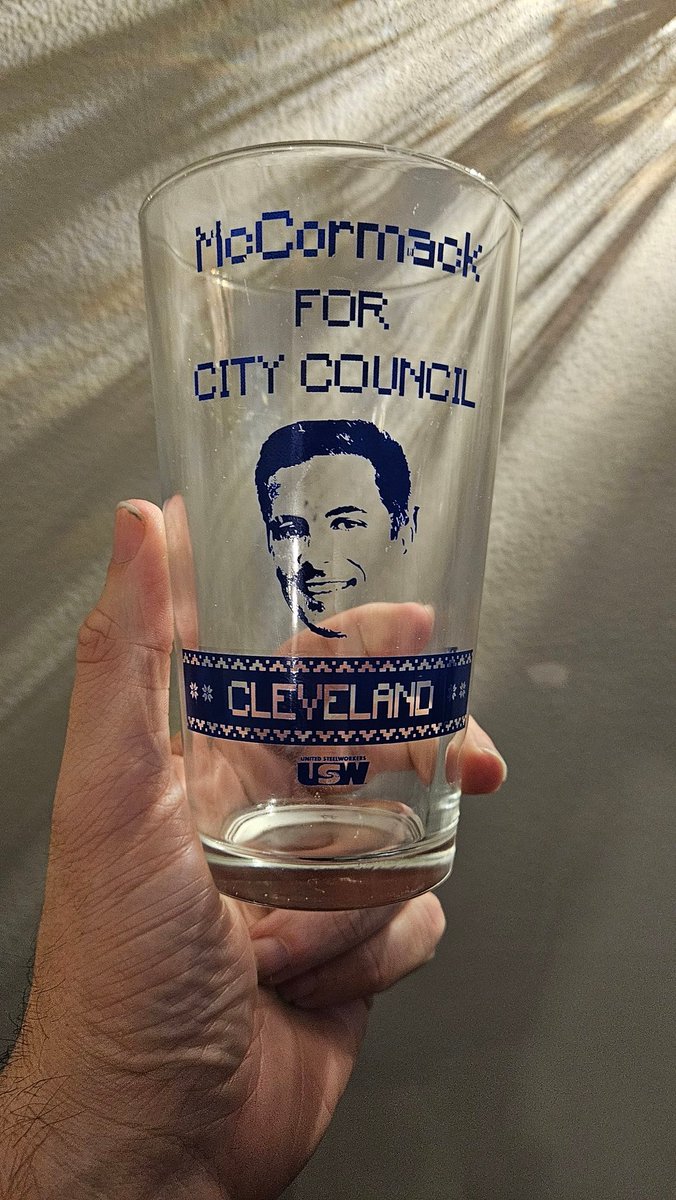 McCormack
FOR
CITY COUNCIL
CLEVELAND
UNITED STEELWORKERS
USW